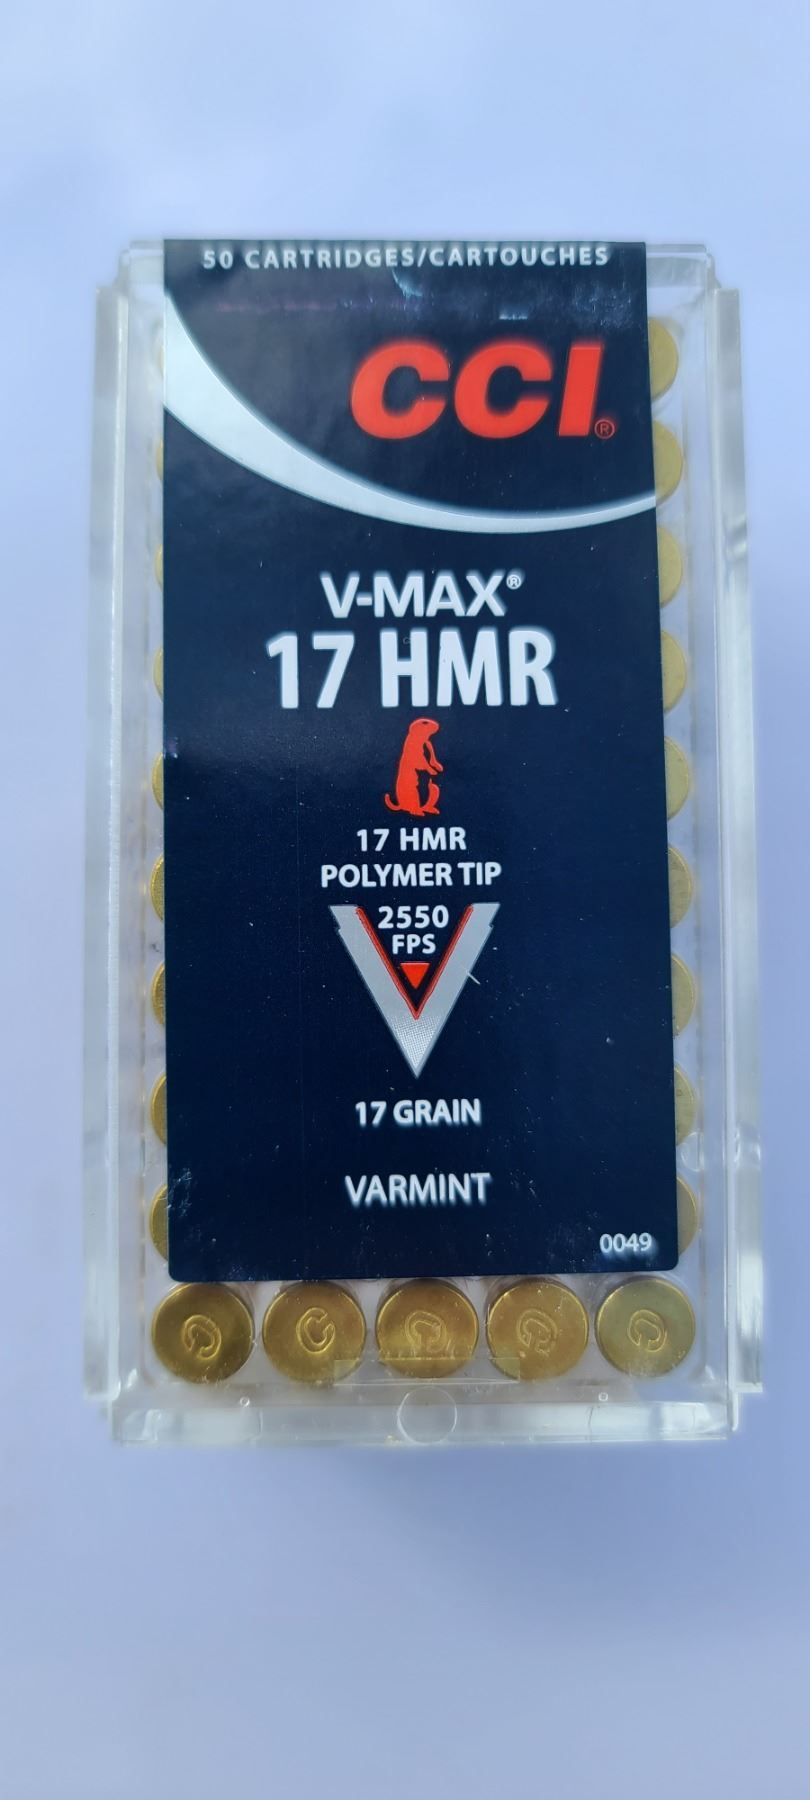 50 CARTRIDGES/CARTOUCHES
CCI®
V-MAX®
17 HMR
17 HMR
POLYMER TIP
2550
FPS
17 GRAIN
VARMINT
0049
C C C C C